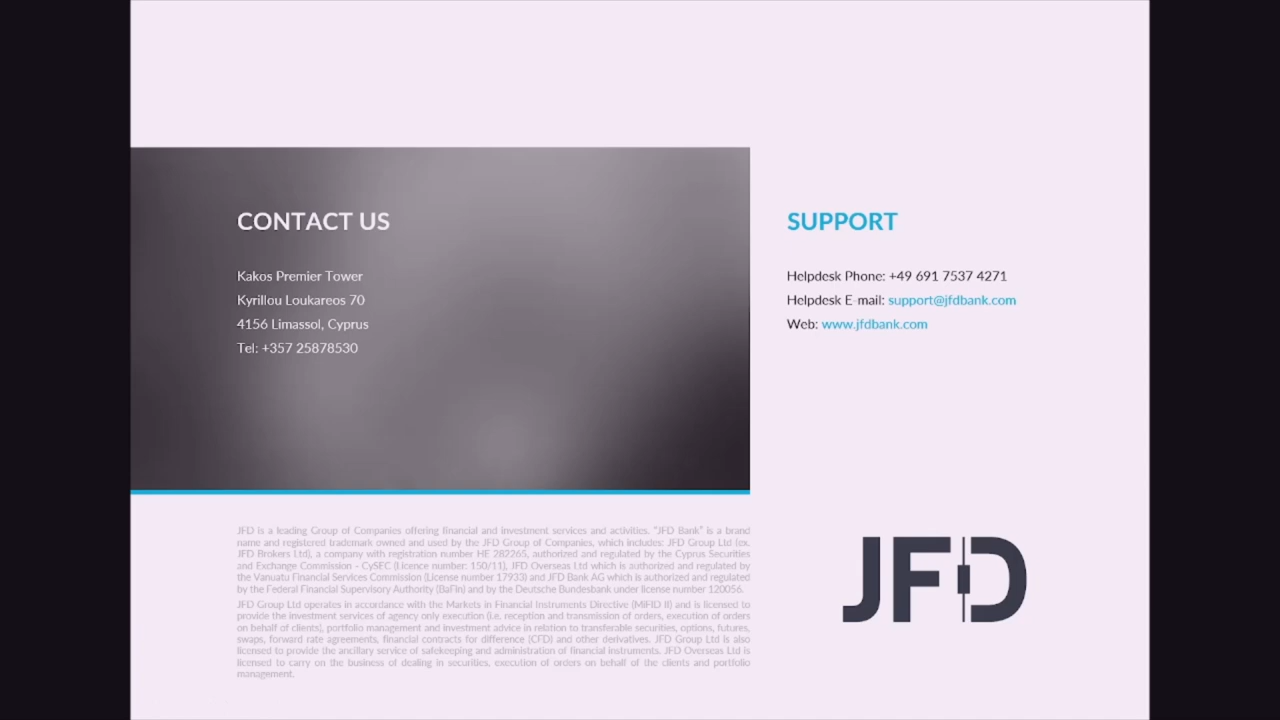 CONTACT US
Kakos Premier Tower
Kyrillou Loukareos 70
4156 Limassol, Cyprus
Tel: +357 25878530
SUPPORT
Helpdesk Phone: +49 691 7537 4271
Helpdesk E-mail: support@jfdbank.com
Web: www.jfdbank.com
JFD is a leading Group of Companies offering financial and investment services and activities. "JFD Bank" is a brand
name and registered trademark owned and used by the JFD Group of Companies, which includes: JFD Group Ltd (ex.
JFD Brokers Ltd), a company with registration number HE 282265, authorized and regulated by the Cyprus Securities
and Exchange Commission - CySEC (Licence number: 150/11), JFD Overseas Ltd which is authorized and regulated by
the Vanuatu Financial Services Commission (License number 17933) and JFD Bank AG which is authorized and regulated
by the Federal Financial Supervisory Authority (BaFin) and by the Deutsche Bundesbank under license number 120056.
JFD Group Ltd operates in accordance with the Markets in Financial Instruments Directive (MiFID II) and is licensed to
provide the investment services of agency only execution (i.e. reception and transmission of orders, execution of orders
on behalf of clients), portfolio management and investment advice in relation to transferable securities, options, futures,
swaps, forward rate agreements, financial contracts for difference (CFD) and other derivatives. JFD Group Ltd is also
licensed to provide the ancillary service of safekeeping and administration of financial instruments. JFD Overseas Ltd is
licensed to carry on the business of dealing in securities, execution of orders on behalf of the clients and portfolio
management.
JFD